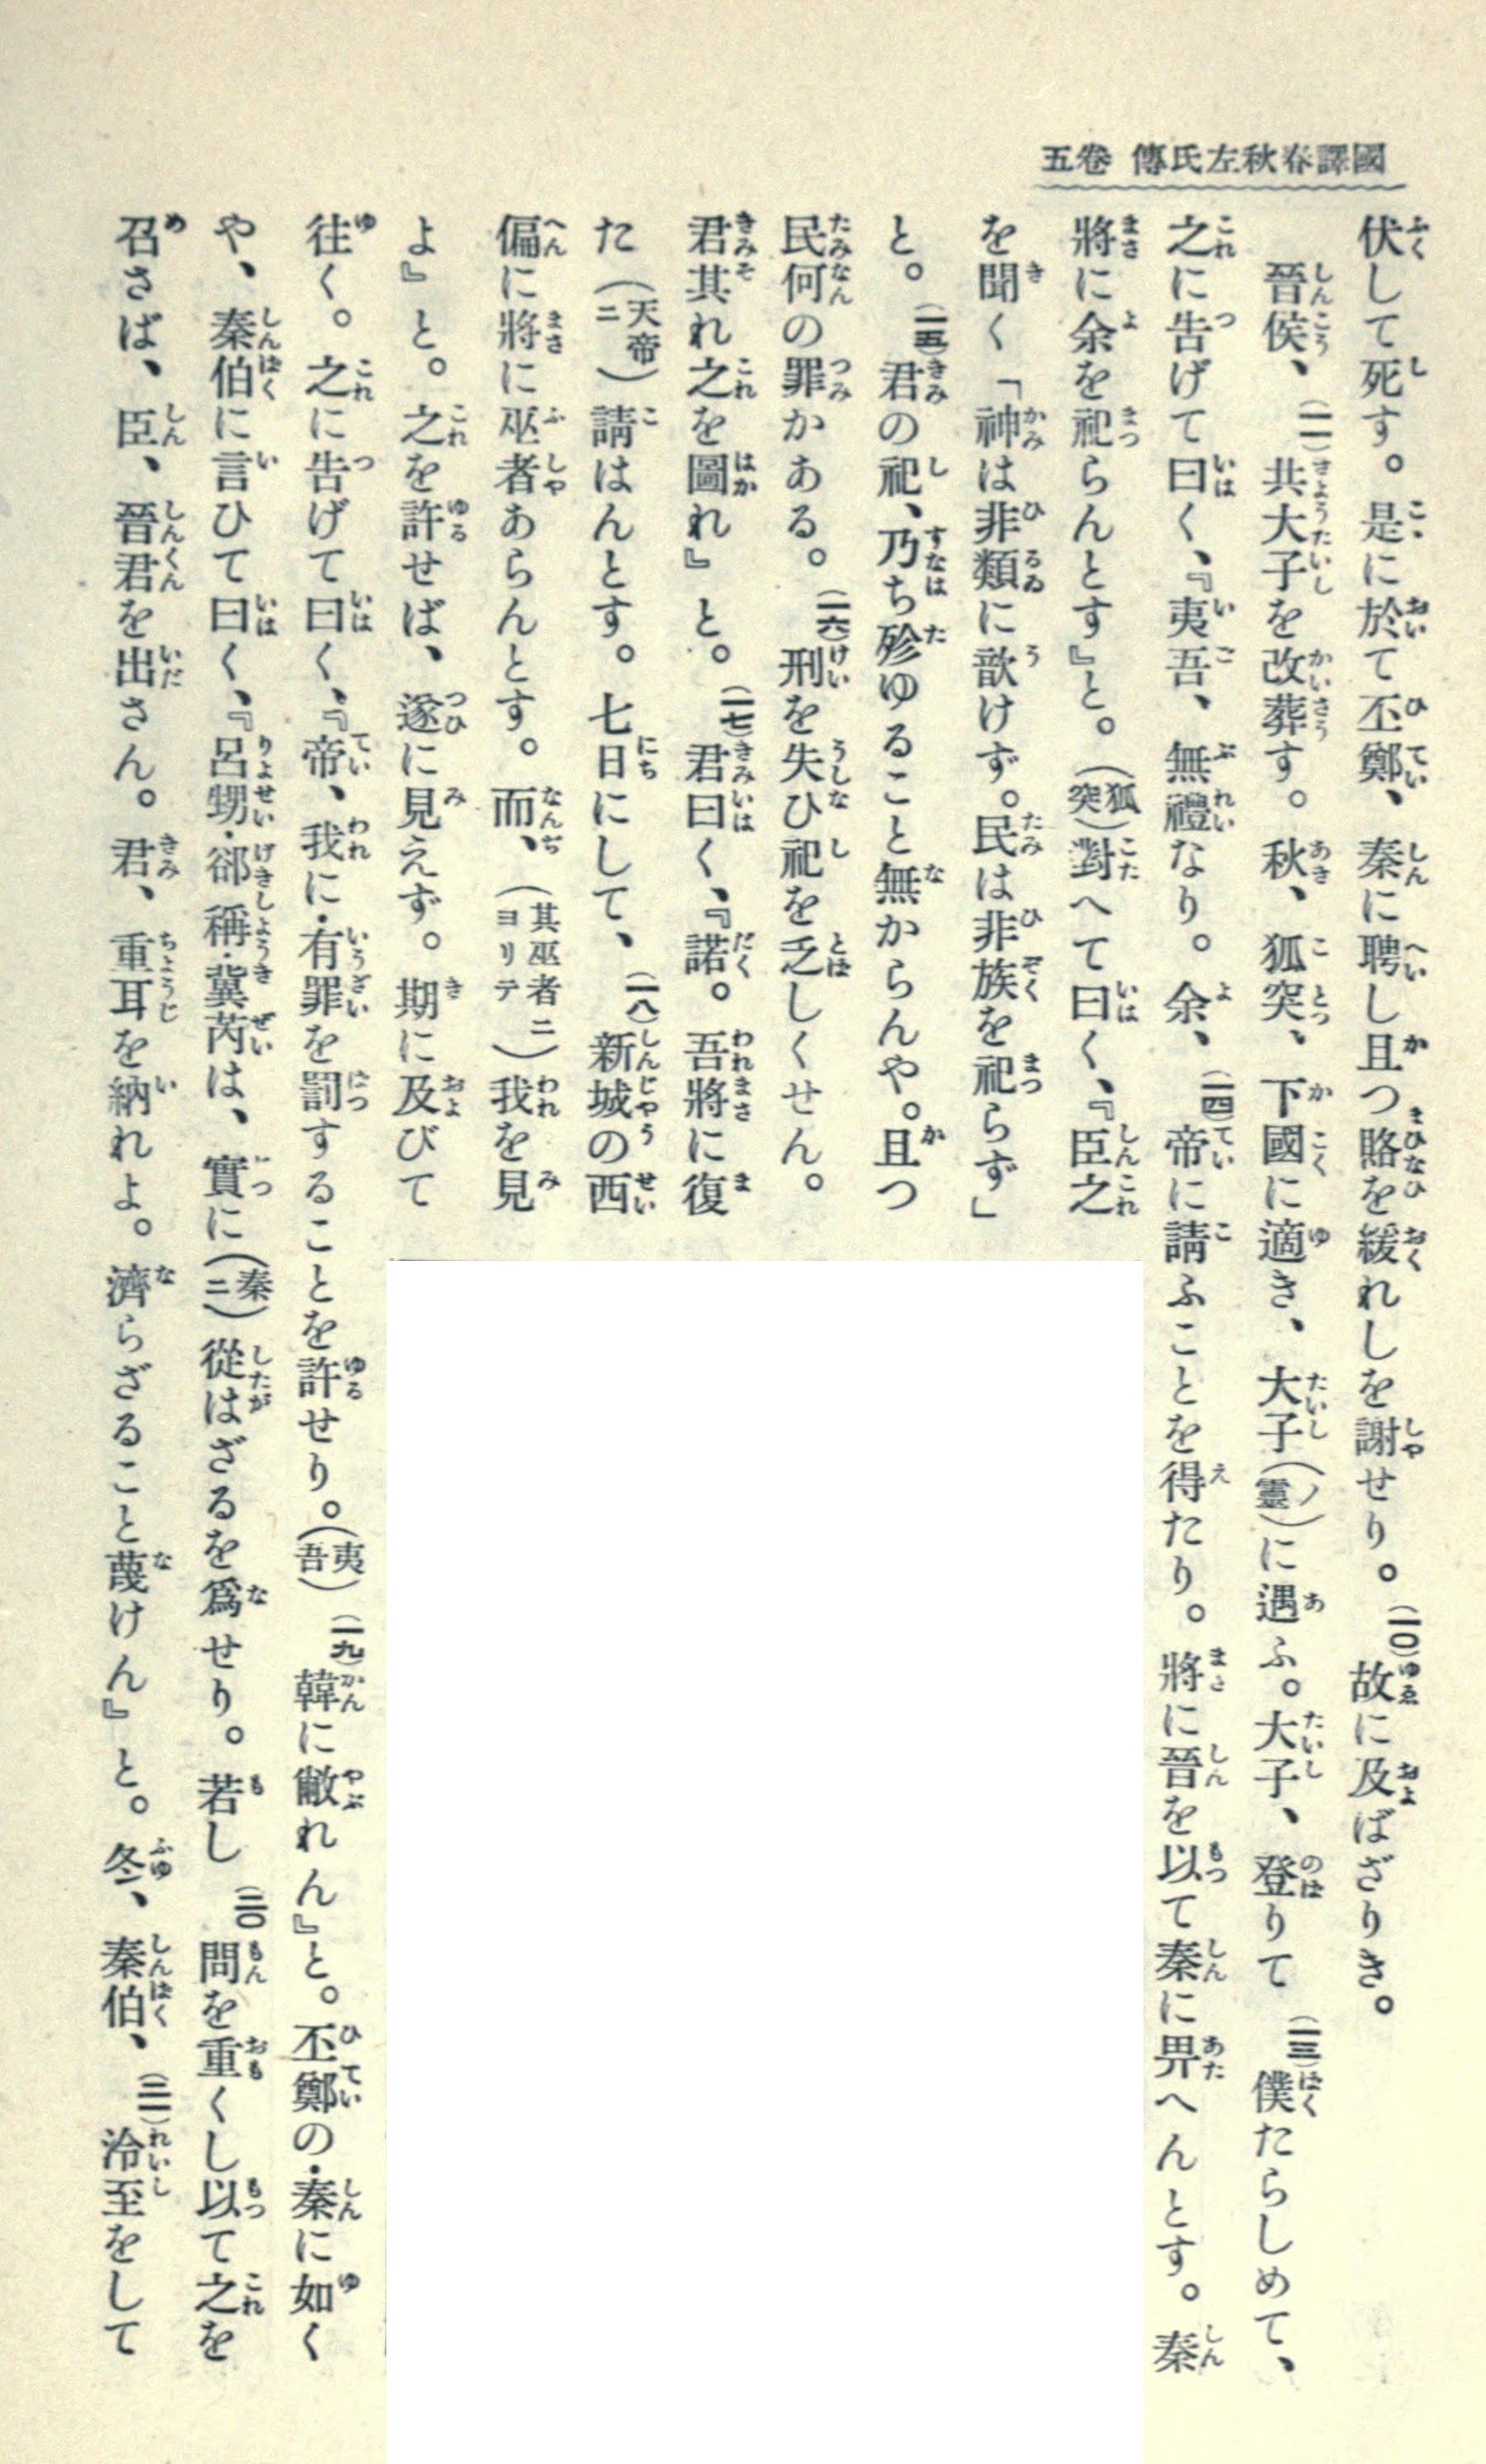 國譯春秋左氏傳 卷五
伏して死す。是に於て丕鄭、秦に聘し且つ賂を緩れしを謝せり。(一〇)故に及ばざりき。
晉侯、(一一)共大子を改葬す。秋、狐突、下國に適き、大子(ノ靈)に遇ふ。大子、登りて(一三)僕たらしめて、
之に告げて曰く、『夷吾、無禮なり。余、(一四)帝に請ふことを得たり。將に晉を以て秦に畀へんとす。秦
將に余を祀らんとす』と。(狐突)對へて曰く、『臣之
を聞く「神は非類に歆けず。民は非族を祀らず」
と。(一五)君の祀、乃ち殄ゆること無からんや。且つ
民何の罪かある。(一六)刑を失ひ祀を乏しくせん。
君其れ之を圖れ』と。(一七)君曰く、『諾。吾將に復
た(天帝ニ)請はんとす。七日にして、(一八)新城の西
偏に將に巫者あらんとす。而、(其巫者ニヨリテ)我を見
よ』と。之を許せば、遂に見えず。期に及びて
往く。之に告げて曰く、『帝、我に·有罪を罰することを許せり。(夷吾)(一九)韓に敝れん』と。丕鄭の·秦に如く
や、秦伯に言ひて曰く、『呂甥·郤稱·冀芮は、實に(秦ニ)從はざるを爲せり。若し(二〇)問を重くし以て之を
召さば、臣、晉君を出さん。君、重耳を納れよ。濟らざること蔑けん』と。冬、秦伯、(二一)泠至をして